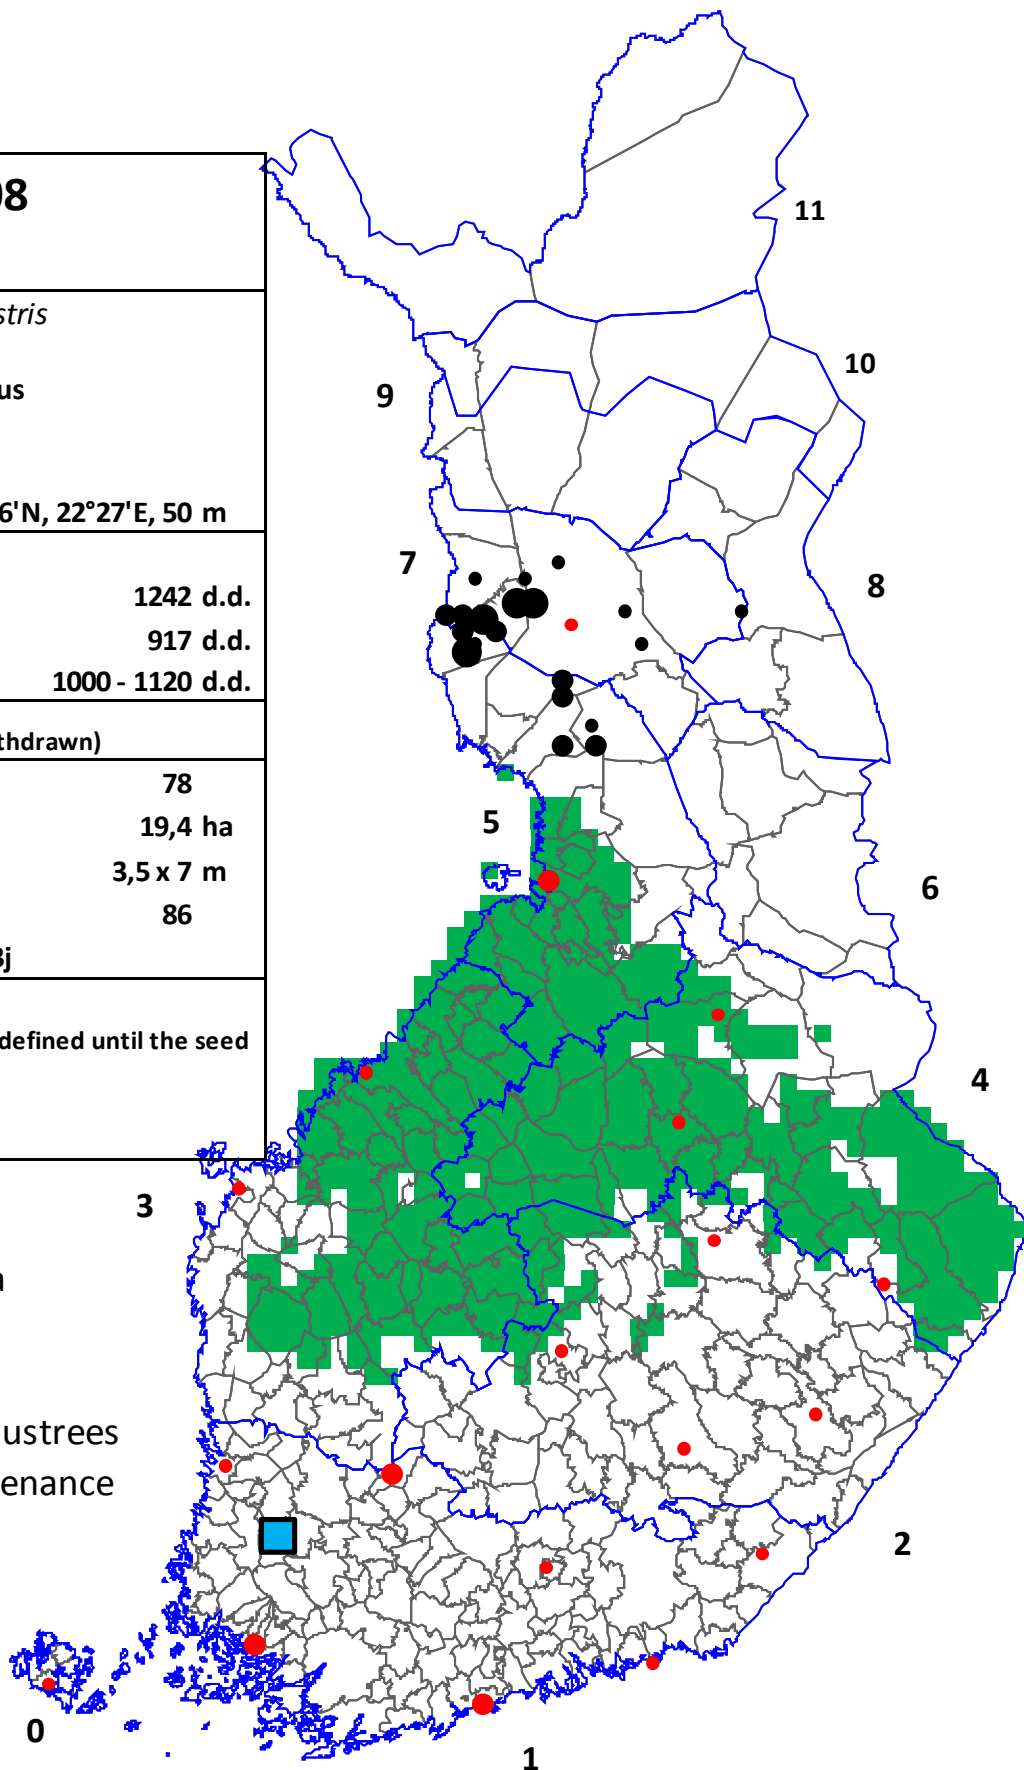 08
stris
us
6'N, 22°27'E, 50 m
1242 d.d.
917 d.d.
1000 - 1120 d.d.
thdrawn)
78
19,4 ha
3,5 x 7 m
86
3j
defined until the seed
a
ustrees
enance
11
10
9
7
8
5
6
4
3
2
0
1